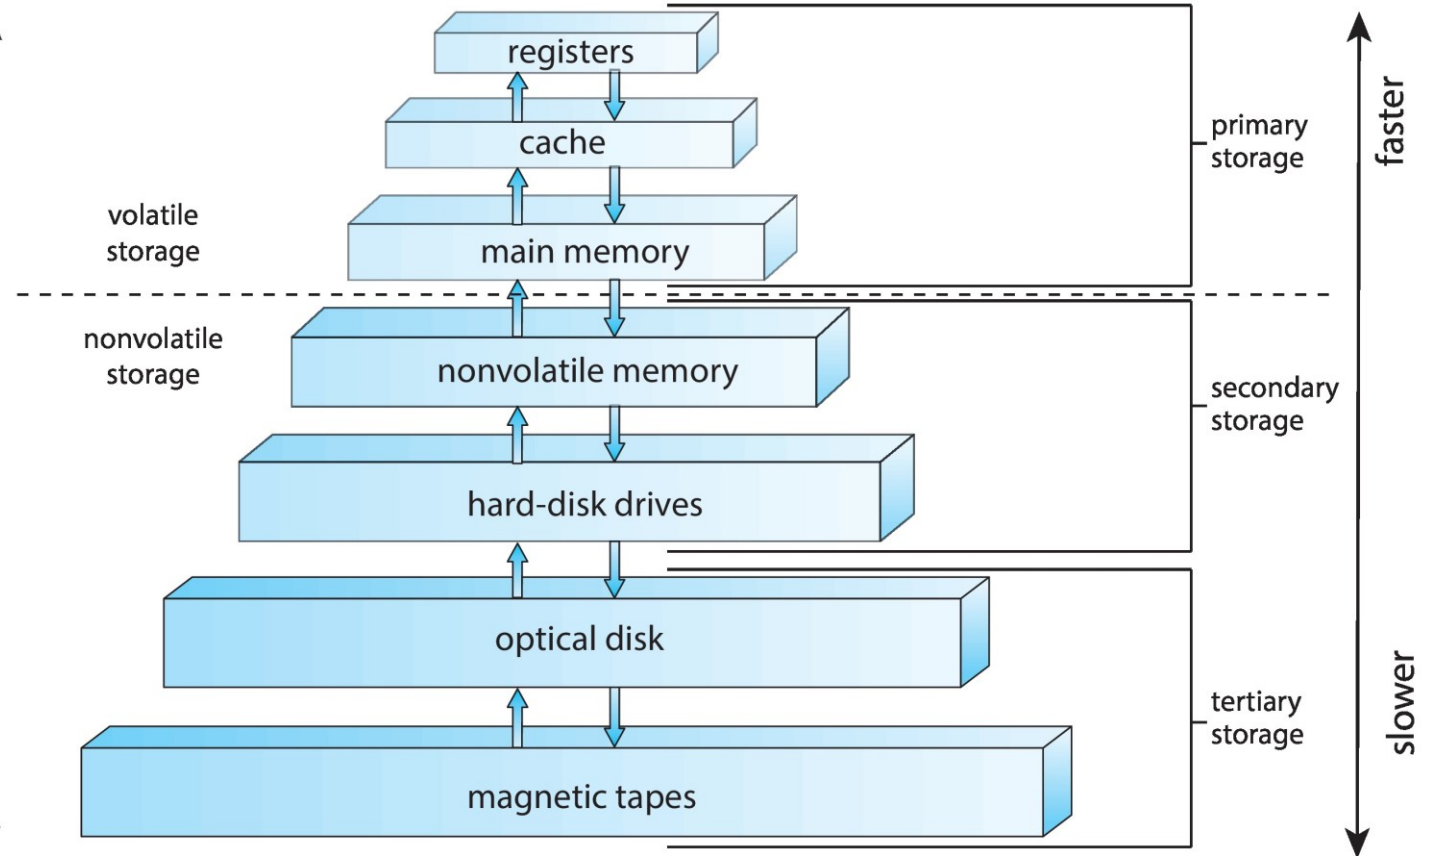 registers
cache
main memory
nonvolatile memory
hard-disk drives
optical disk
magnetic tapes
volatile
storage
nonvolatile
storage
primary
storage
secondary
storage
tertiary
storage
faster
slower